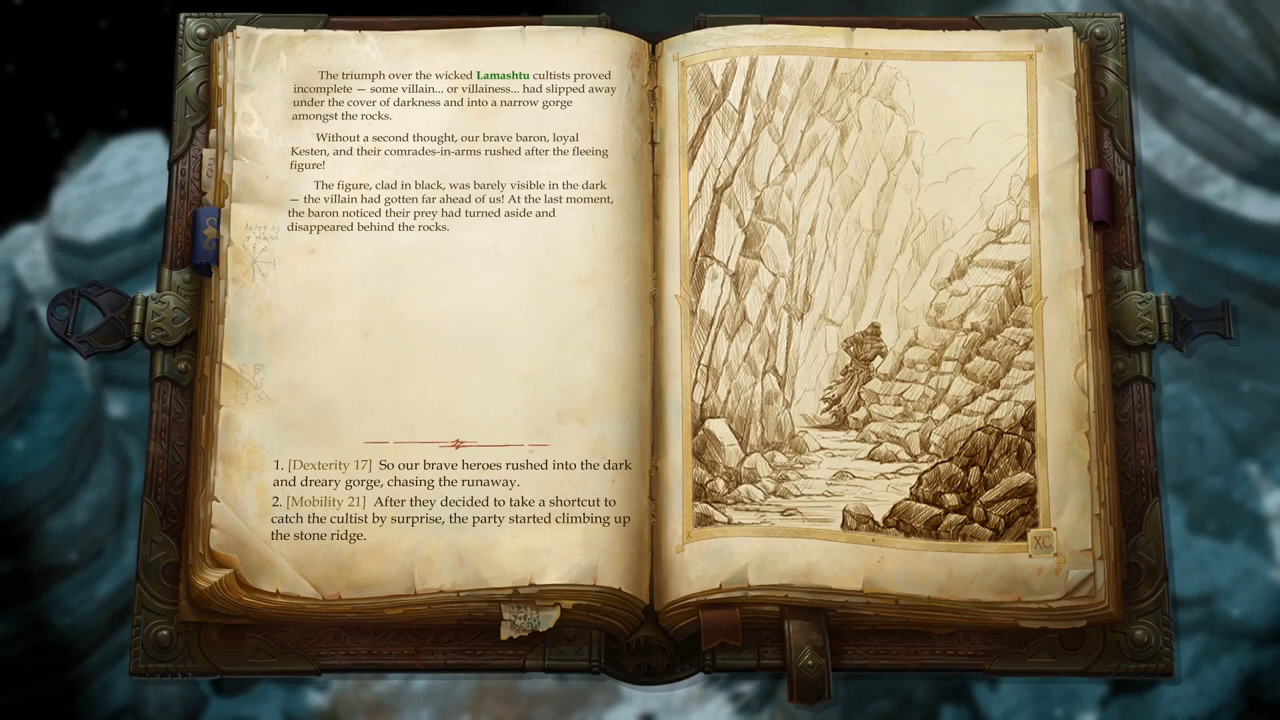 The triumph over the wicked Lamashtu cultists proved
incomplete — some villain... or villainess... had slipped away
under the cover of darkness and into a narrow gorge
amongst the rocks.
Without a second thought, our brave baron, loyal
Kesten, and their comrades-in-arms rushed after the fleeing
figure!
The figure, clad in black, was barely visible in the dark
— the villain had gotten far ahead of us! At the last moment,
the baron noticed their prey had turned aside and
disappeared behind the rocks.
1. [Dexterity 17] So our brave heroes rushed into the dark
and dreary gorge, chasing the runaway.
2. [Mobility 21] After they decided to take a shortcut to
catch the cultist by surprise, the party started climbing up
the stone ridge.
XC